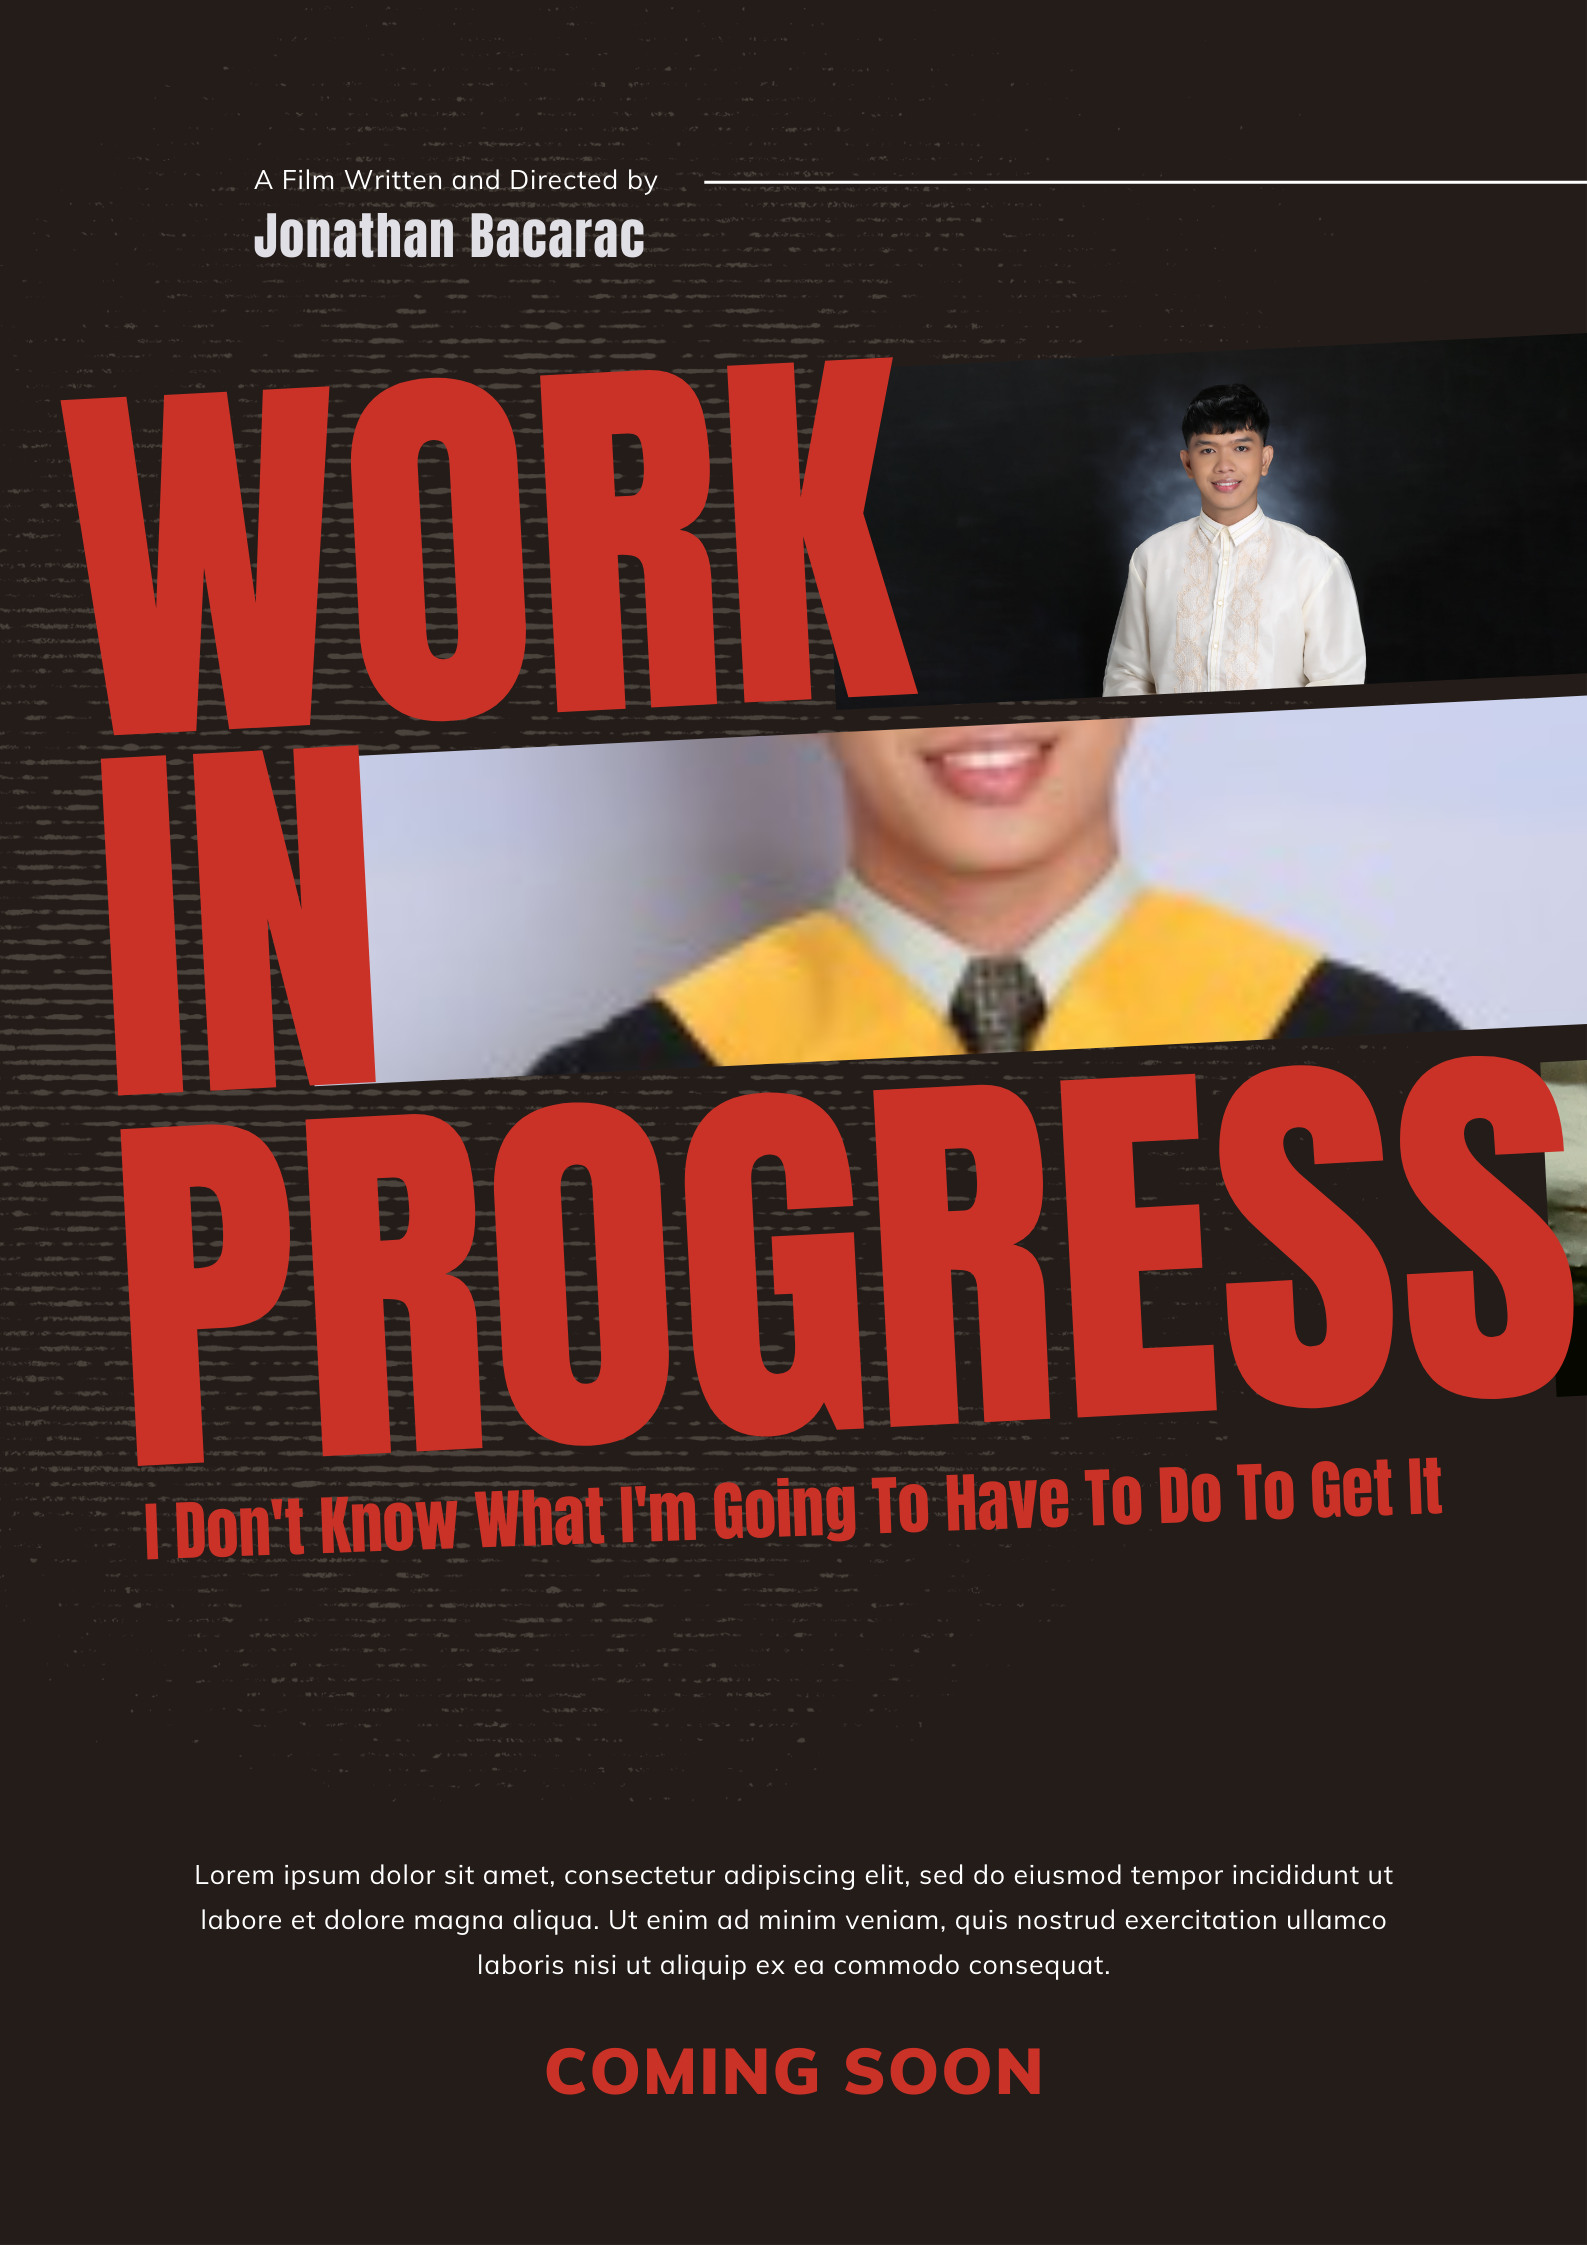 A Film Written and Directed by
Jonathan Bacarac
WORK
IN
PROGRESS
I Don't Know What I'm Going To Have To Do To Get It
Lorem ipsum dolor sit amet, consectetur adipiscing elit, sed do eiusmod tempor incididunt ut
labore et dolore magna aliqua. Ut enim ad minim veniam, quis nostrud exercitation ullamco
laboris nisi ut aliquip ex ea commodo consequat.
COMING SOON